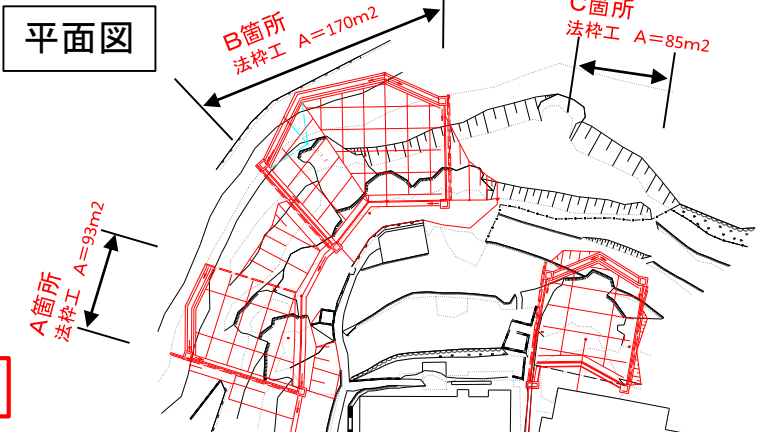 平面図
B箇所
法枠工 A=170m2
C箇所
法枠工 A=85m2
A箇所
法枠工 A=93m2